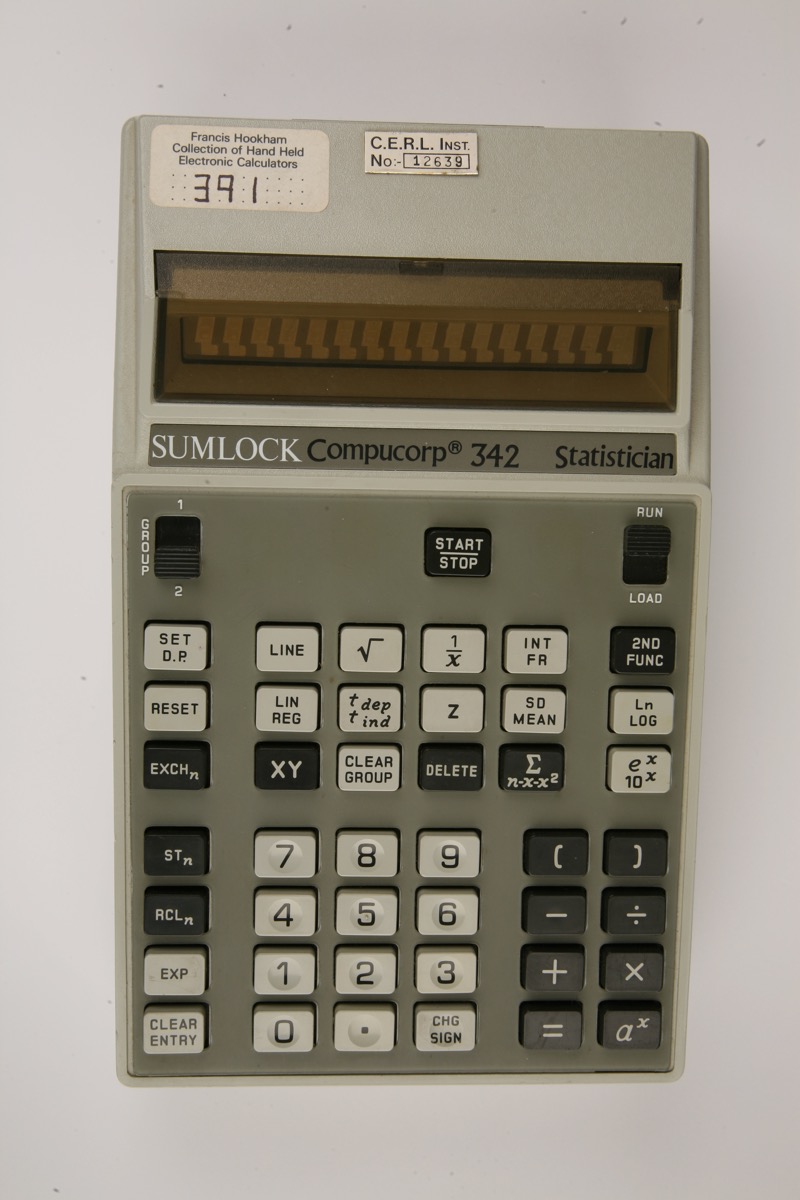 Francis Hookham
Collection of Hand Held
Electronic Calculators
391
C.E.R.L. INST.
No:- 12639
SUMLOCK Compucorp® 342 Statistician
1
GROUP
2
START
STOP
RUN
LOAD
SET
D.P.
LINE
√
1
x
INT
FR
2ND
FUNC
RESET
LIN
REG
t dep
t ind
Z
SD
MEAN
Ln
LOG
EXCHn
XY
CLEAR
GROUP
DELETE
Σ
n-x-x²
eˣ
10ˣ
STn
7
8
9
(
)
RCLn
4
5
6
−
÷
EXP
1
2
3
+
×
CLEAR
ENTRY
0
.
CHG
SIGN
=
aˣ